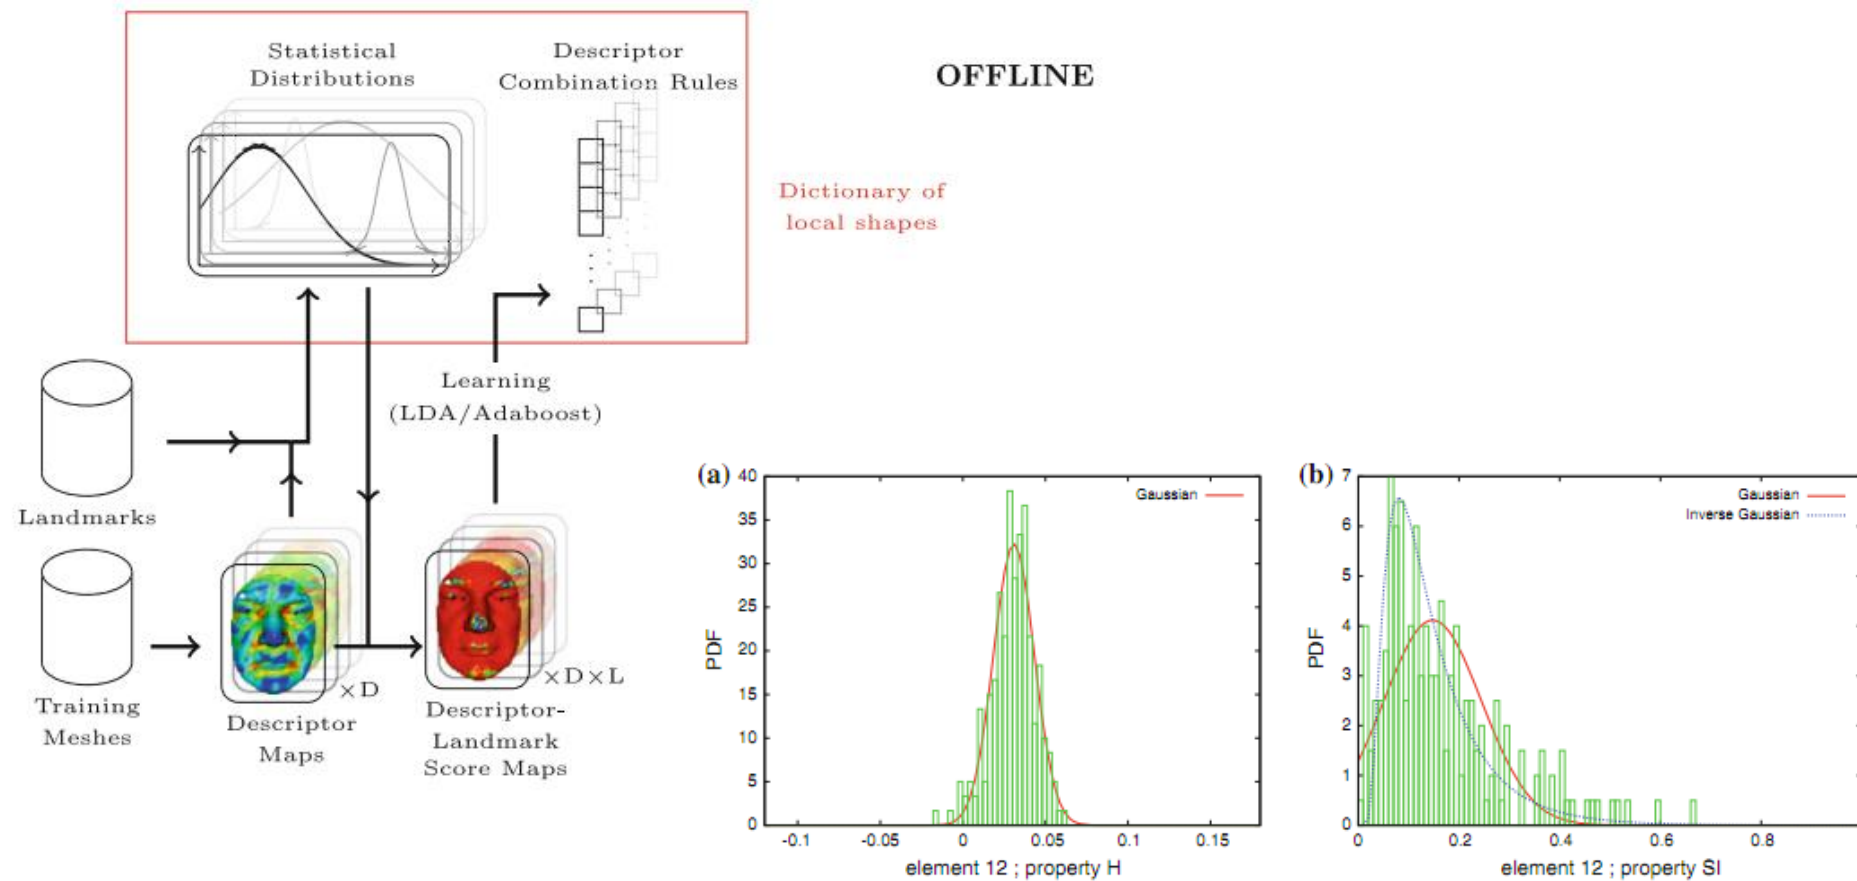 Statistical
Distributions
Descriptor
Combination Rules
OFFLINE
Dictionary of
local shapes
Learning
(LDA/Adaboost)
Landmarks
Training
Meshes
×D
Descriptor
Maps
×D×L
Descriptor-
Landmark
Score Maps
(a)
40
35
30
25
20
15
10
5
0
PDF
Gaussian
-0.1
-0.05
0
0.05
0.1
0.15
element 12 ; property H
(b)
7
6
5
4
3
2
1
0
PDF
Gaussian
Inverse Gaussian
0
0.2
0.4
0.6
0.8
element 12 ; property SI